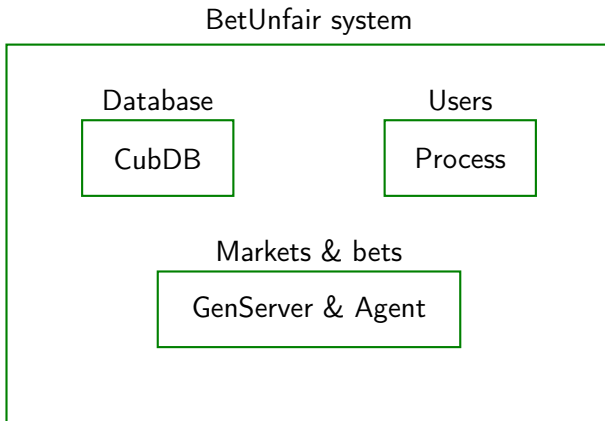 BetUnfair system
Database
Users
CubDB
Process
Markets & bets
GenServer & Agent